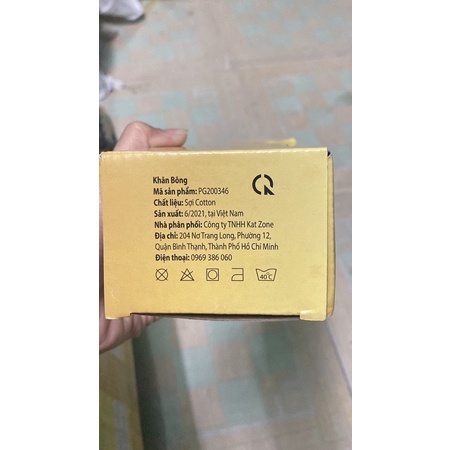 Khăn Bông
Mã sản phẩm: PG200346
Chất liệu: Sợi Cotton
Sản xuất: 6/2021, tại Việt Nam
Nhà phân phối: Công ty TNHH Kat Zone
Địa chỉ: 204 Nơ Trang Long, Phường 12,
Quận Bình Thạnh, Thành Phố Hồ Chí Minh
Điện thoại: 0969 386 060
40°C